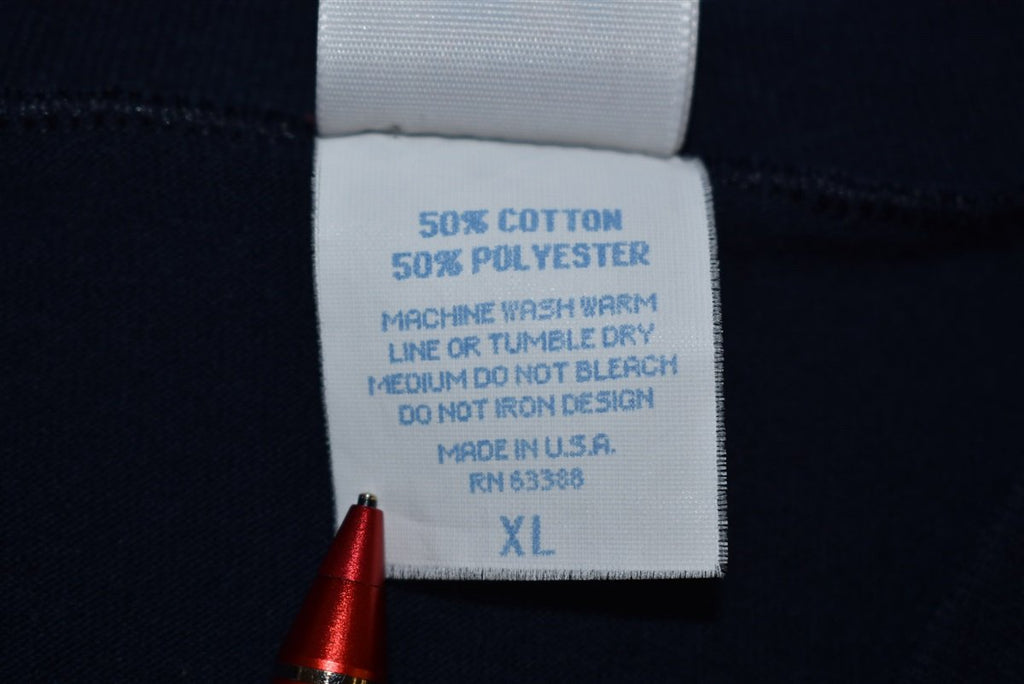 50% COTTON
50% POLYESTER
MACHINE WASH WARM
LINE OR TUMBLE DRY
MEDIUM DO NOT BLEACH
DO NOT IRON DESIGN
MADE IN U.S.A.
RN 63388
XL